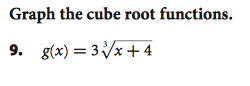 Graph the cube root functions.
9. g(x) = 3∛x + 4